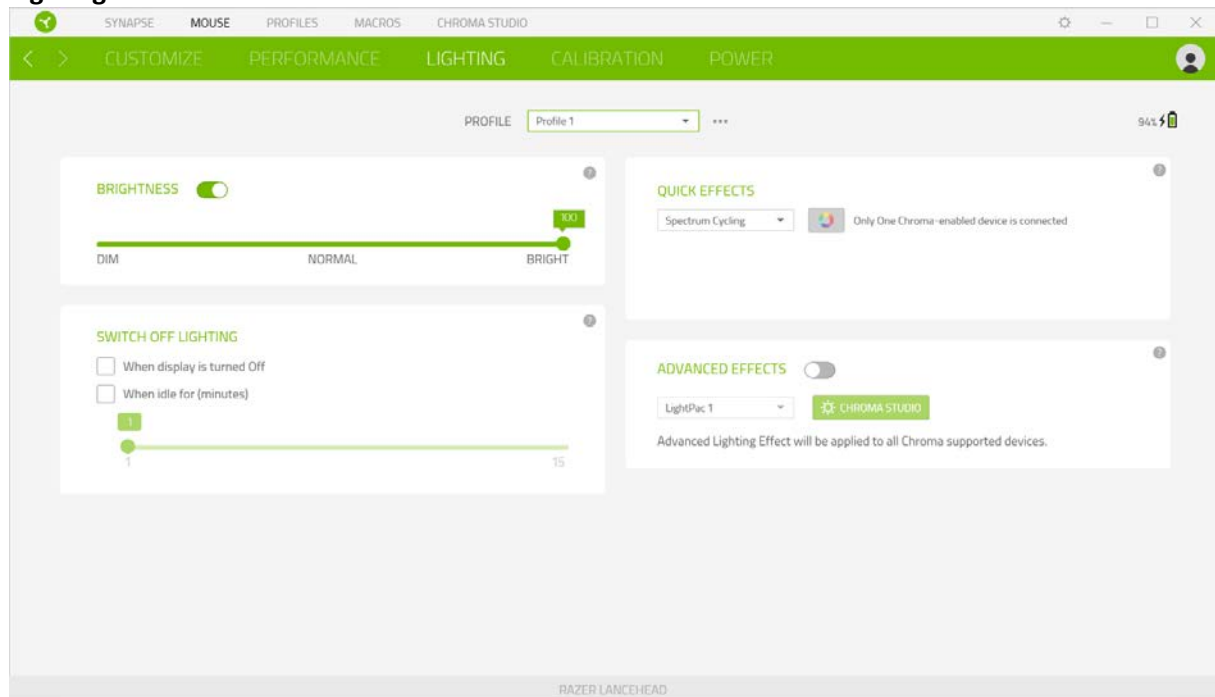 SYNAPSE MOUSE PROFILES MACROS CHROMA STUDIO
CUSTOMIZE PERFORMANCE LIGHTING CALIBRATION POWER
PROFILE Profile 1 94%
BRIGHTNESS
100
DIM NORMAL BRIGHT
SWITCH OFF LIGHTING
When display is turned Off
When idle for (minutes)
1
1 15
QUICK EFFECTS
Spectrum Cycling Only One Chroma-enabled device is connected
ADVANCED EFFECTS
LightPac 1 CHROMA STUDIO
Advanced Lighting Effect will be applied to all Chroma supported devices.
RAZER LANCEHEAD